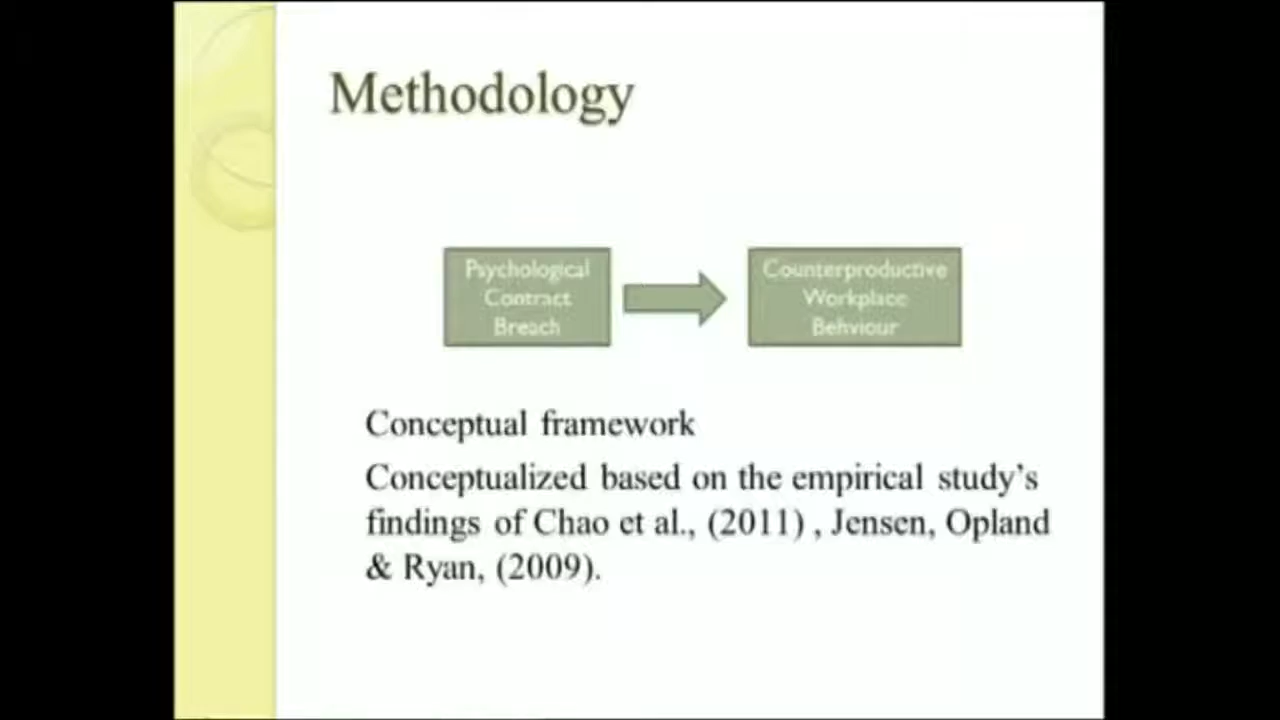 Methodology
Psychological
Contract
Breach
Counterproductive
Workplace
Behviour
Conceptual framework
Conceptualized based on the empirical study's
findings of Chao et al., (2011) , Jensen, Opland
& Ryan, (2009).